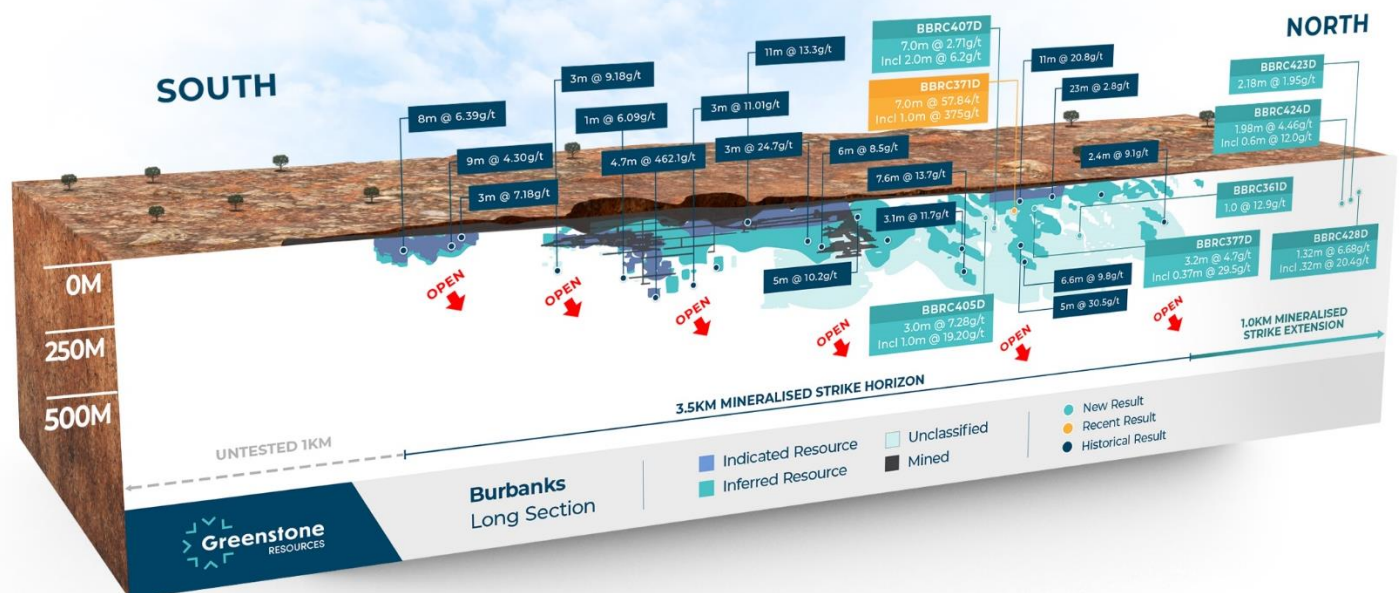 SOUTH
NORTH
8m @ 6.39g/t
9m @ 4.30g/t
3m @ 7.18g/t
3m @ 9.18g/t
1m @ 6.09g/t
4.7m @ 462.1g/t
11m @ 13.3g/t
3m @ 11.01g/t
3m @ 24.7g/t
6m @ 8.5g/t
5m @ 10.2g/t
7.6m @ 13.7g/t
3.1m @ 11.7g/t
BBRC407D
7.0m @ 2.71g/t
Incl 2.0m @ 6.2g/t
BBRC371D
7.0m @ 57.84/t
Incl 1.0m @ 375g/t
11m @ 20.8g/t
23m @ 2.8g/t
2.4m @ 9.1g/t
BBRC423D
2.18m @ 1.95g/t
BBRC424D
1.98m @ 4.46g/t
Incl 0.6m @ 12.0g/t
BBRC361D
1.0 @ 12.9g/t
BBRC377D
3.2m @ 4.7g/t
Incl 0.37m @ 29.5g/t
BBRC428D
1.32m @ 6.68g/t
Incl .32m @ 20.4g/t
6.6m @ 9.8g/t
5m @ 30.5g/t
BBRC405D
3.0m @ 7.28g/t
Incl 1.0m @ 19.20g/t
0M
250M
500M
OPEN
OPEN
OPEN
OPEN
OPEN
OPEN
1.0KM MINERALISED
STRIKE EXTENSION
3.5KM MINERALISED STRIKE HORIZON
UNTESTED 1KM
Greenstone
RESOURCES
Burbanks
Long Section
Indicated Resource
Inferred Resource
Unclassified
Mined
New Result
Recent Result
Historical Result